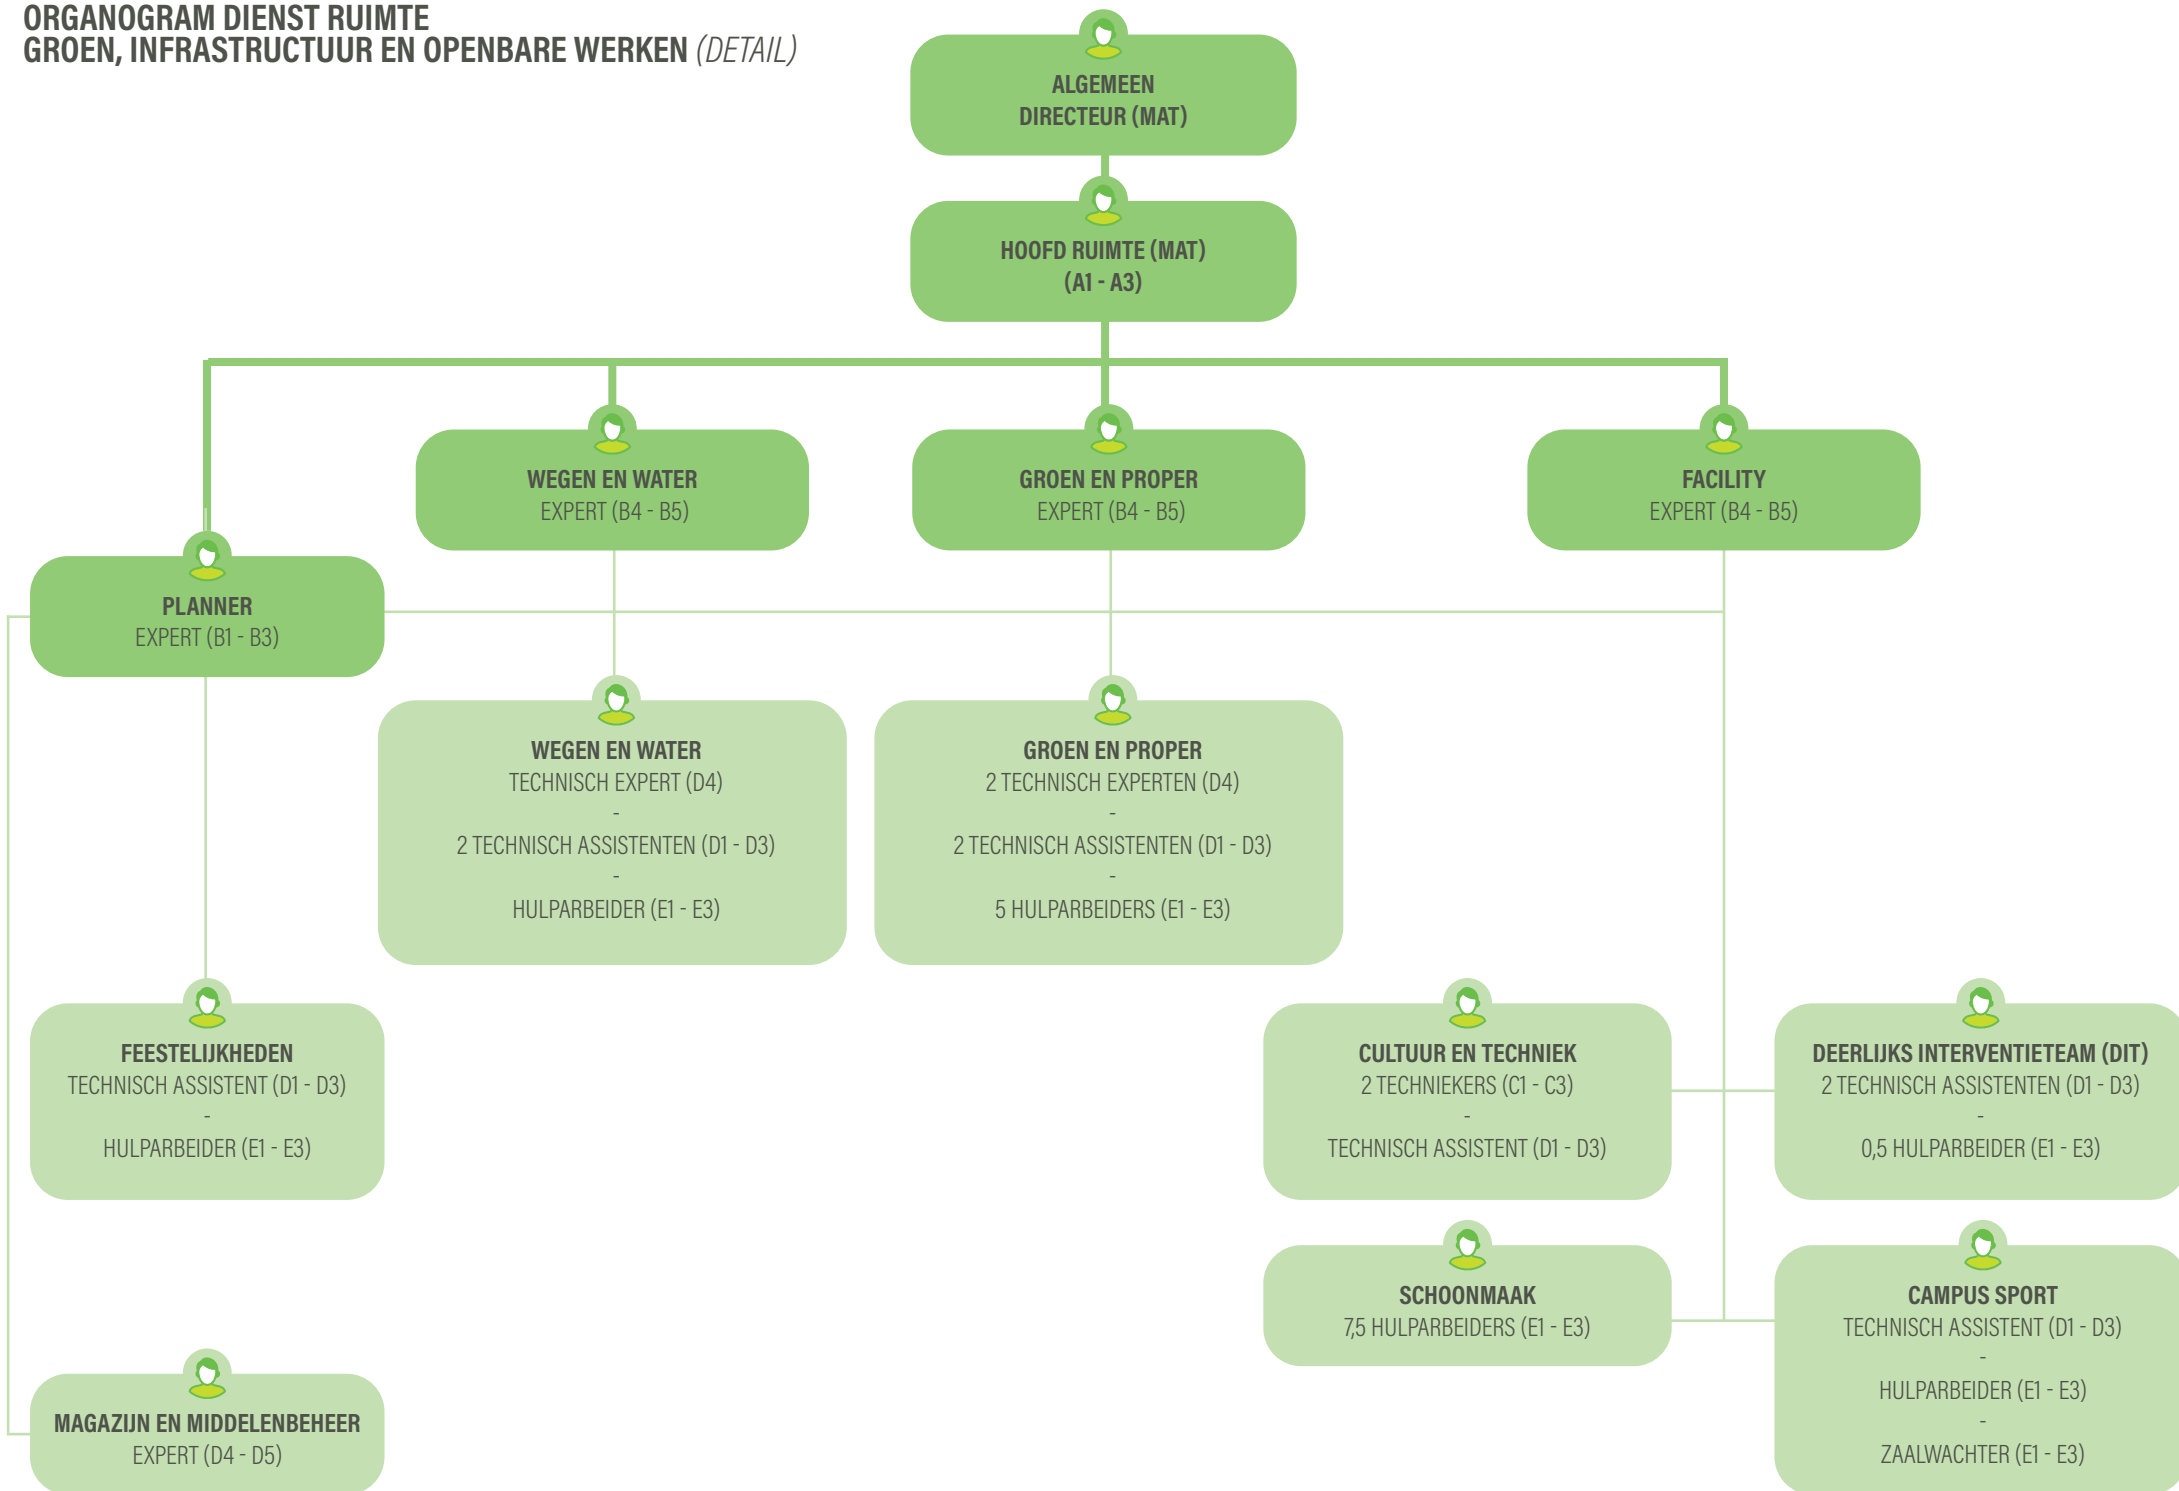 ORGANOGRAM DIENST RUIMTE
GROEN, INFRASTRUCTUUR EN OPENBARE WERKEN (DETAIL)
ALGEMEEN
DIRECTEUR (MAT)
HOOFD RUIMTE (MAT)
(A1 - A3)
WEGEN EN WATER
EXPERT (B4 - B5)
GROEN EN PROPER
EXPERT (B4 - B5)
FACILITY
EXPERT (B4 - B5)
PLANNER
EXPERT (B1 - B3)
WEGEN EN WATER
TECHNISCH EXPERT (D4)
-
2 TECHNISCH ASSISTENTEN (D1 - D3)
-
HULPARBEIDER (E1 - E3)
GROEN EN PROPER
2 TECHNISCH EXPERTEN (D4)
-
2 TECHNISCH ASSISTENTEN (D1 - D3)
-
5 HULPARBEIDERS (E1 - E3)
FEESTELIJKHEDEN
TECHNISCH ASSISTENT (D1 - D3)
-
HULPARBEIDER (E1 - E3)
CULTUUR EN TECHNIEK
2 TECHNIEKERS (C1 - C3)
-
TECHNISCH ASSISTENT (D1 - D3)
DEERLIJKS INTERVENTIETEAM (DIT)
2 TECHNISCH ASSISTENTEN (D1 - D3)
-
0,5 HULPARBEIDER (E1 - E3)
SCHOONMAAK
7,5 HULPARBEIDERS (E1 - E3)
CAMPUS SPORT
TECHNISCH ASSISTENT (D1 - D3)
-
HULPARBEIDER (E1 - E3)
-
ZAALWACHTER (E1 - E3)
MAGAZIJN EN MIDDELENBEHEER
EXPERT (D4 - D5)